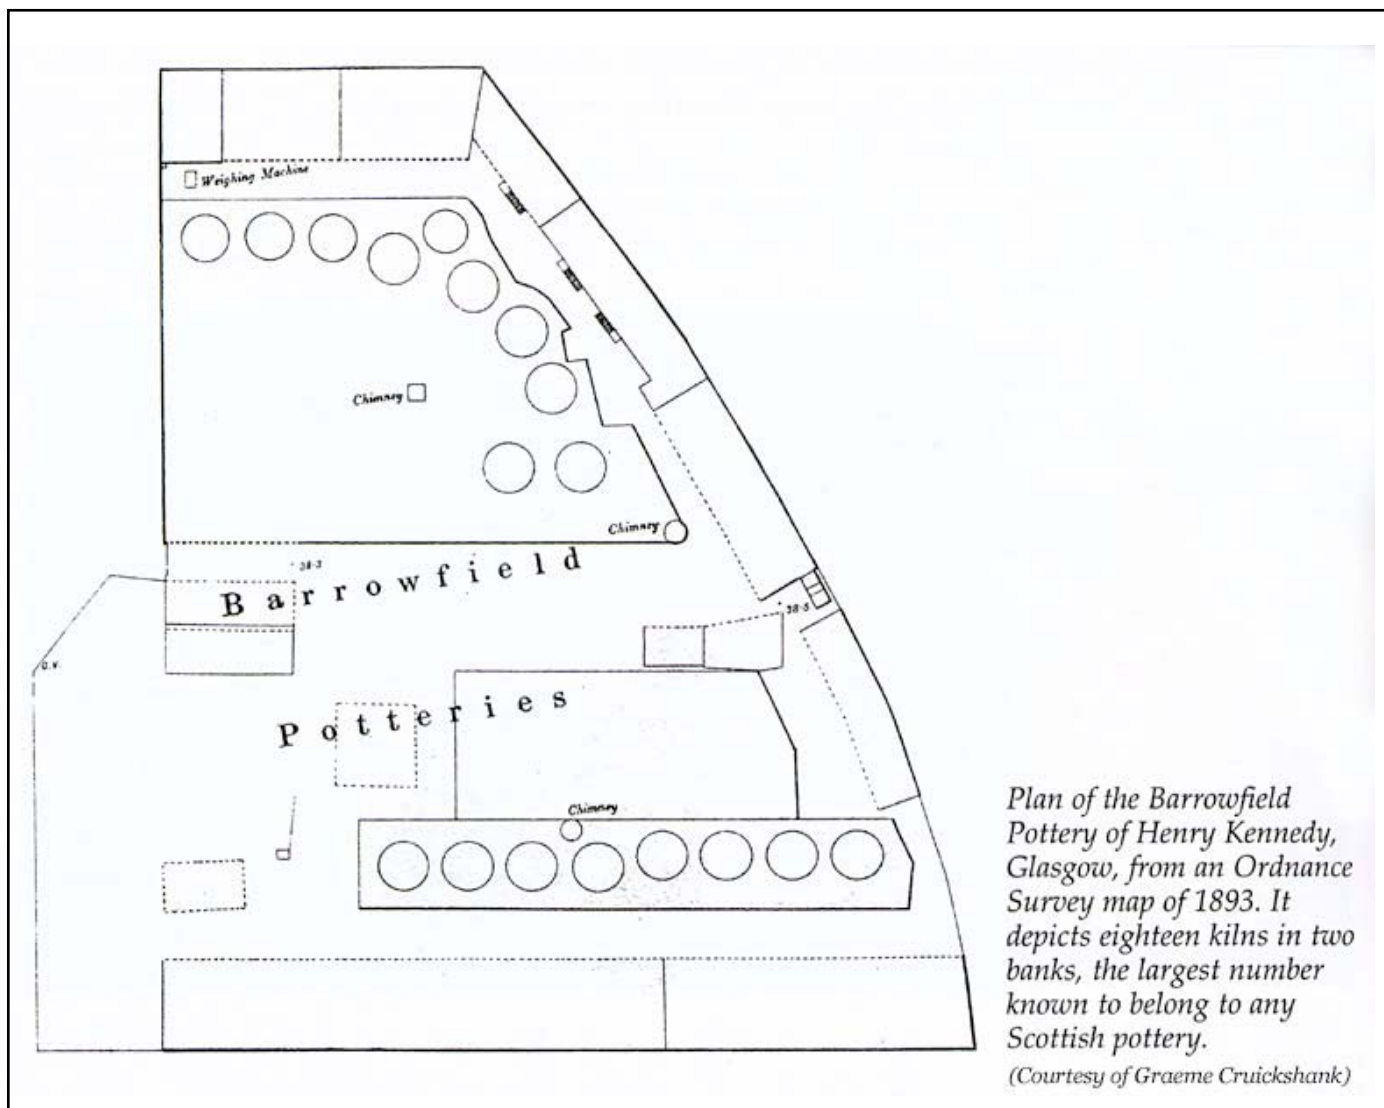 Weighing Machine
Chimney
Chimney
38·3
Barrowfield
38·5
G.V.
Potteries
Chimney
Plan of the Barrowfield
Pottery of Henry Kennedy,
Glasgow, from an Ordnance
Survey map of 1893. It
depicts eighteen kilns in two
banks, the largest number
known to belong to any
Scottish pottery.
(Courtesy of Graeme Cruickshank)